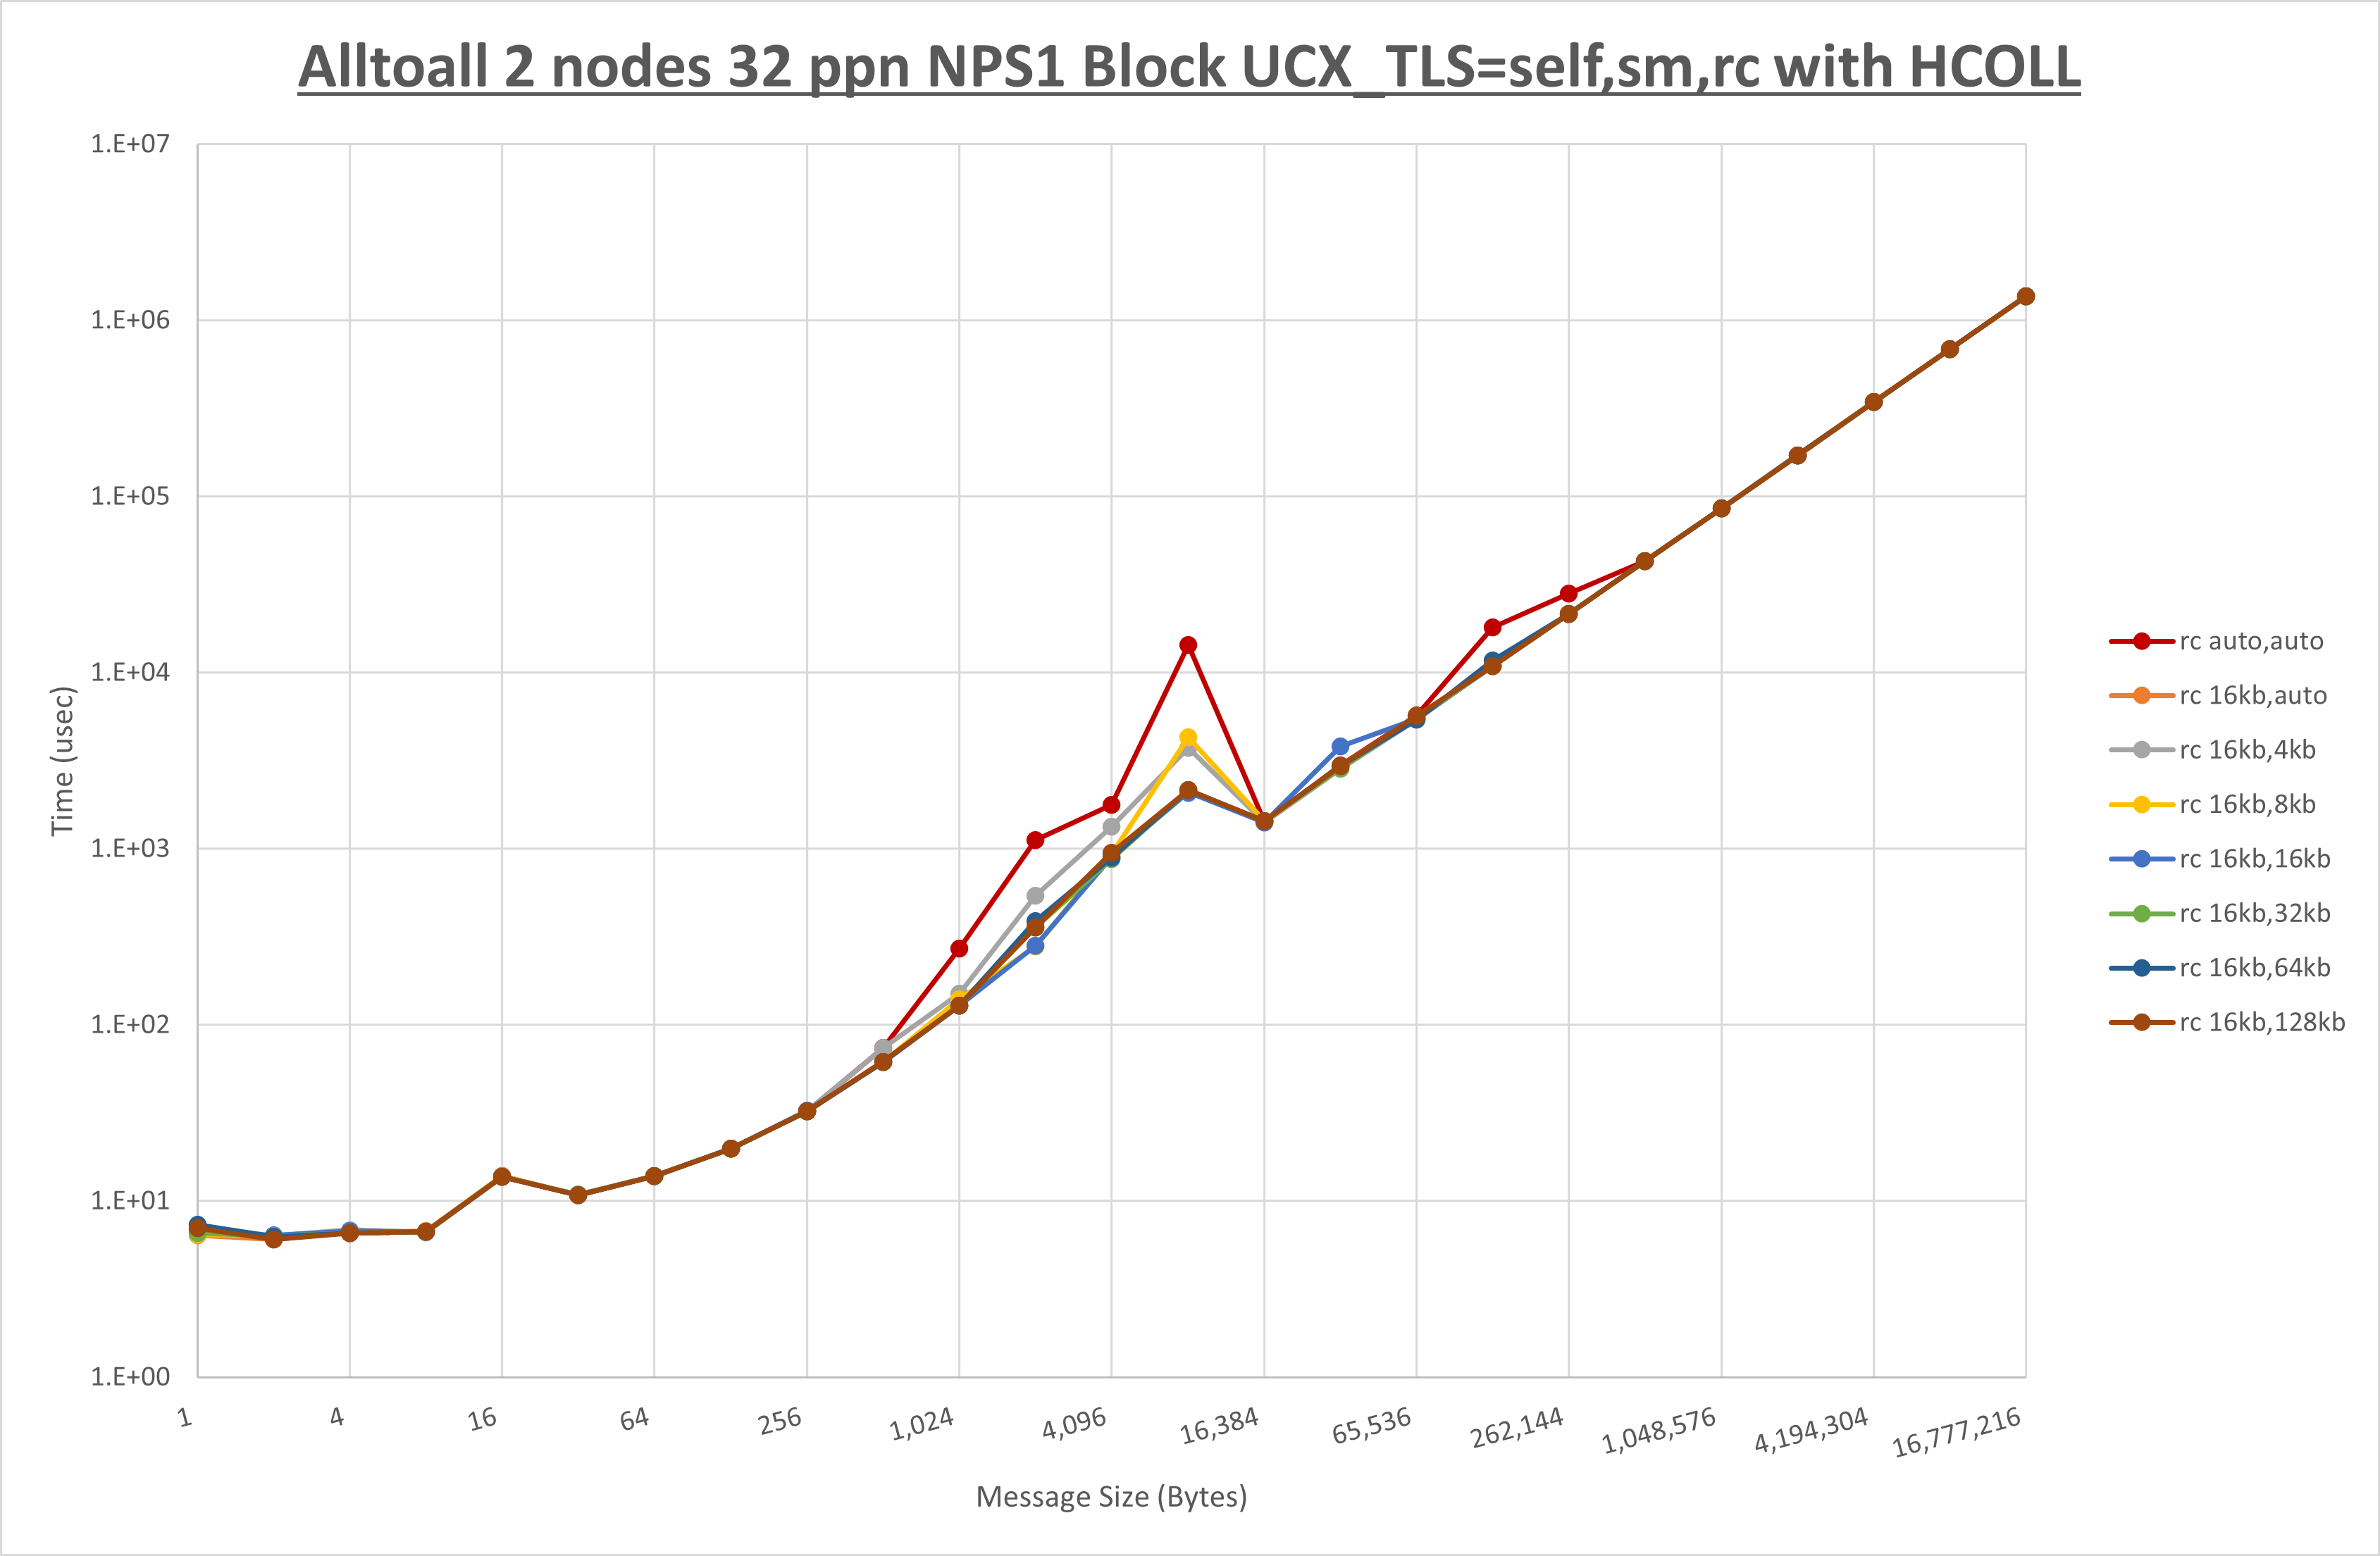 Alltoall 2 nodes 32 ppn NPS1 Block UCX_TLS=self,sm,rc with HCOLL
1.E+07
1.E+06
1.E+05
1.E+04
1.E+03
1.E+02
1.E+01
1.E+00
Time (usec)
1
4
16
64
256
1,024
4,096
16,384
65,536
262,144
1,048,576
4,194,304
16,777,216
Message Size (Bytes)
rc auto,auto
rc 16kb,auto
rc 16kb,4kb
rc 16kb,8kb
rc 16kb,16kb
rc 16kb,32kb
rc 16kb,64kb
rc 16kb,128kb